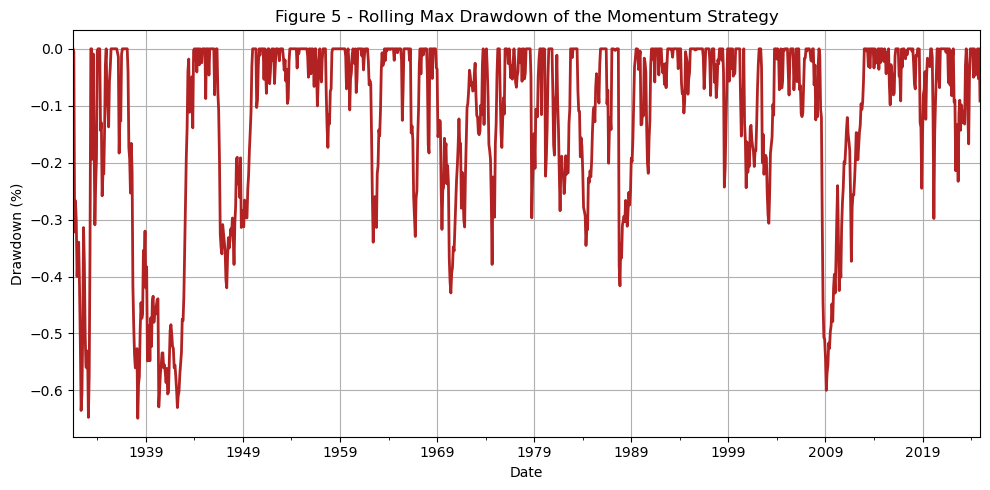 Figure 5 - Rolling Max Drawdown of the Momentum Strategy
0.0
−0.1
−0.2
−0.3
−0.4
−0.5
−0.6
Drawdown (%)
1939 1949 1959 1969 1979 1989 1999 2009 2019
Date